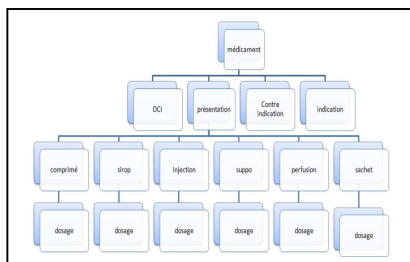 médicament
DCI
présentation
Contre
indication
Indication
comprimé
sirop
injection
suppo
perfusion
sachet
dosage
dosage
dosage
dosage
dosage
dosage